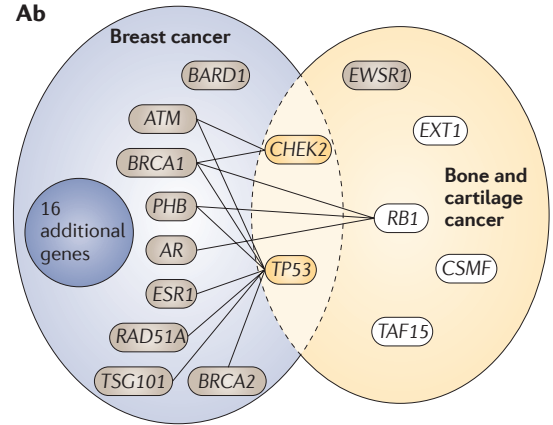 Ab
Breast cancer
BARD1
EWSR1
ATM
EXT1
CHEK2
BRCA1
Bone and
cartilage
cancer
16
additional
genes
PHB
RB1
AR
TP53
CSMF
ESR1
RAD51A
TAF15
TSG101
BRCA2